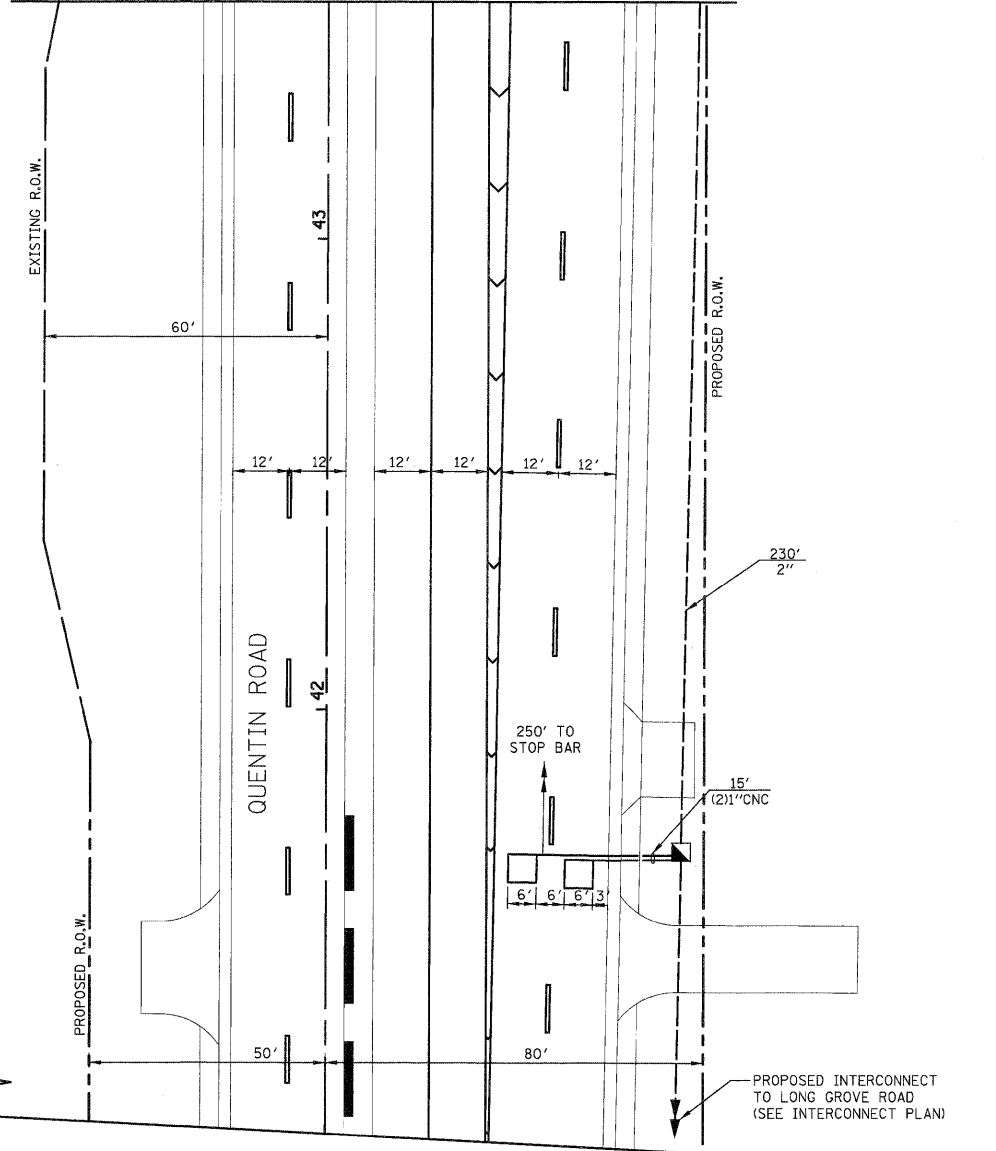 EXISTING R.O.W.
43
PROPOSED R.O.W.
60'
12'
12'
12'
12'
12'
12'
230'
2"
QUENTIN ROAD
42
250' TO
STOP BAR
15'
(2)1"CNC
6'
6'
6'
3'
PROPOSED R.O.W.
50'
80'
PROPOSED INTERCONNECT
TO LONG GROVE ROAD
(SEE INTERCONNECT PLAN)